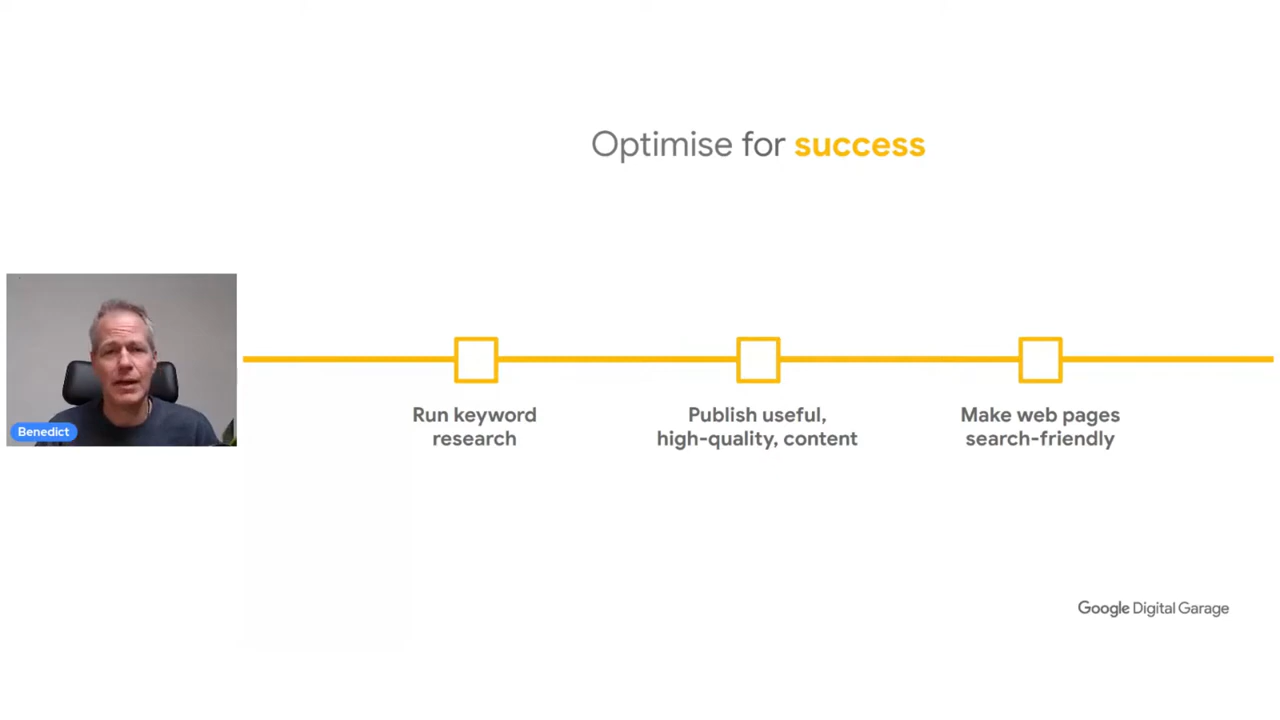 Optimise for success
Benedict
Run keyword
research
Publish useful,
high-quality, content
Make web pages
search-friendly
Google Digital Garage